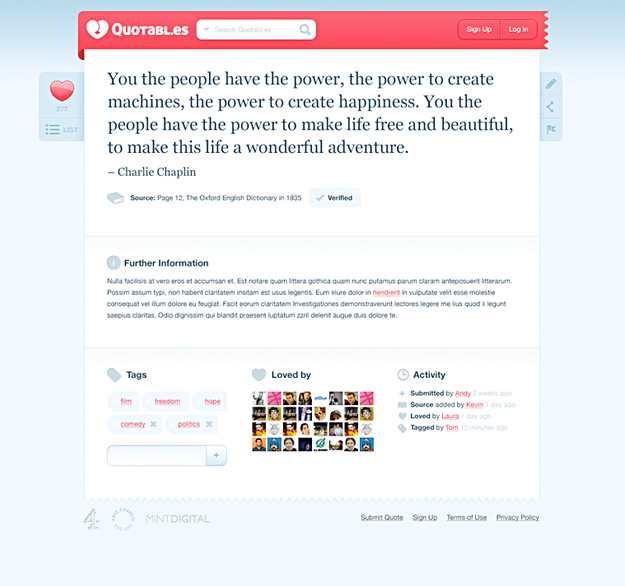 Quotabl.es
Search Quotabl.es
Sign Up
Log in
277
LIST
You the people have the power, the power to create
machines, the power to create happiness. You the
people have the power to make life free and beautiful,
to make this life a wonderful adventure.
– Charlie Chaplin
Source: Page 12, The Oxford English Dictionary in 1935
Verified
Further Information
Nulla facilisis at vero eros et accumsan et. Est notare quam littera gothica quam nunc putamus parum claram anteposuerit litterarum.
Possim assum typi, non habent claritatem insitam est usus legentis. Eum iriure dolor in hendrerit in vulputate velit esse molestie
consequat vel illum dolore eu feugiat. Facit eorum claritatem Investigationes demonstraverunt lectores legere me lius quod ii legunt
saepius claritas. Odio dignissim qui blandit praesent luptatum zzril delenit augue duis dolore te.
Tags
film
freedom
hope
comedy
politics
+
Loved by
Activity
Submitted by Andy 2 weeks ago
Source added by Kevin 1 day ago
Loved by Laura 1 day ago
Tagged by Tom 15 minutes ago
4
MINTDIGITAL
Submit Quote
Sign Up
Terms of Use
Privacy Policy